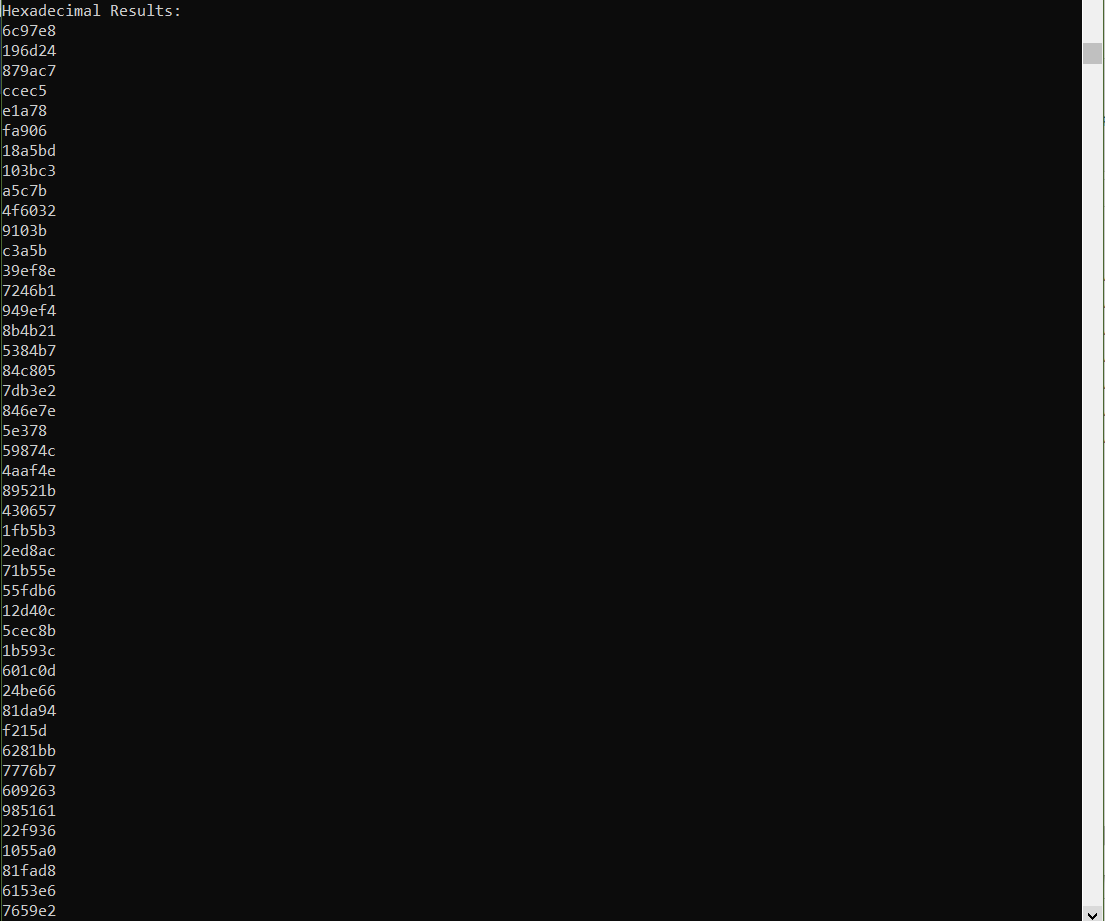 Hexadecimal Results:
6c97e8
196d24
879ac7
ccec5
e1a78
fa906
18a5bd
103bc3
a5c7b
4f6032
9103b
c3a5b
39ef8e
7246b1
949ef4
8b4b21
5384b7
84c805
7db3e2
846e7e
5e378
59874c
4aaf4e
89521b
430657
1fb5b3
2ed8ac
71b55e
55fdb6
12d40c
5cec8b
1b593c
601c0d
24be66
81da94
f215d
6281bb
7776b7
609263
985161
22f936
1055a0
81fad8
6153e6
7659e2